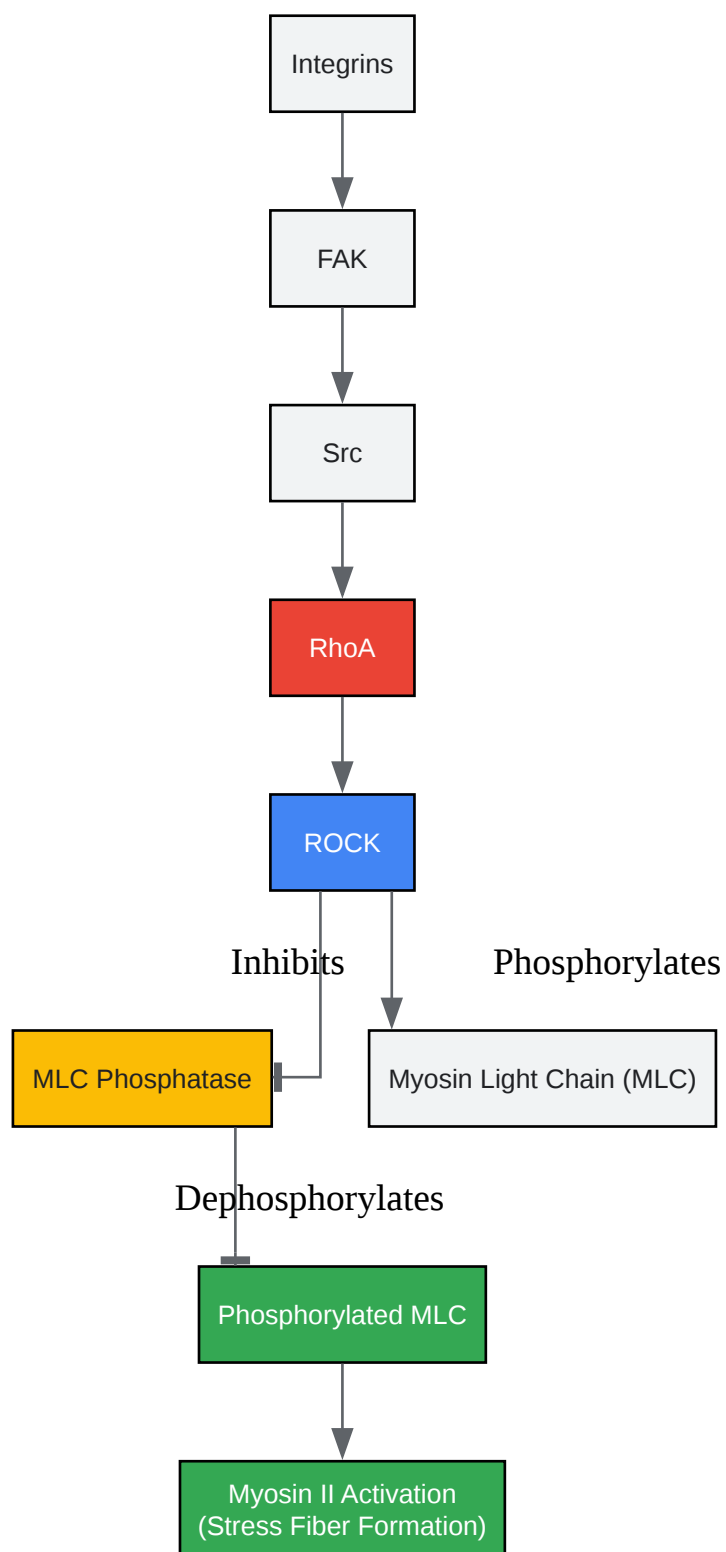 Integrins
FAK
Src
RhoA
ROCK
Inhibits
Phosphorylates
MLC Phosphatase
Myosin Light Chain (MLC)
Dephosphorylates
Phosphorylated MLC
Myosin II Activation
(Stress Fiber Formation)